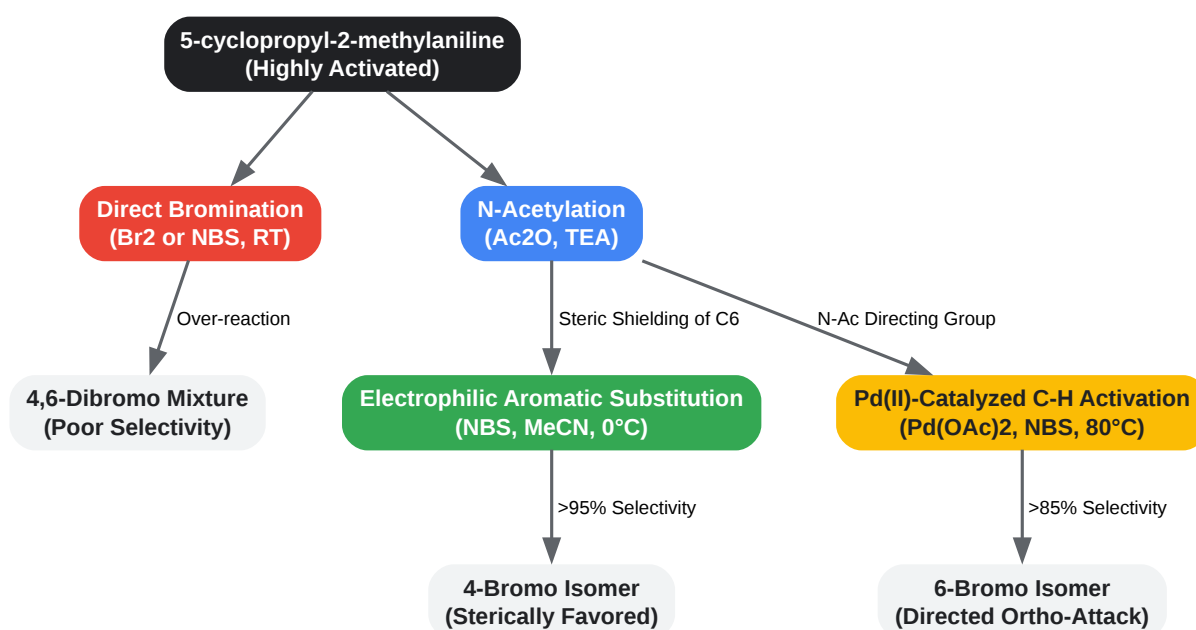 5-cyclopropyl-2-methylaniline
(Highly Activated)
Direct Bromination
(Br2 or NBS, RT)
N-Acetylation
(Ac2O, TEA)
Over-reaction
Steric Shielding of C6
N-Ac Directing Group
4,6-Dibromo Mixture
(Poor Selectivity)
Electrophilic Aromatic Substitution
(NBS, MeCN, 0°C)
Pd(II)-Catalyzed C-H Activation
(Pd(OAc)2, NBS, 80°C)
>95% Selectivity
>85% Selectivity
4-Bromo Isomer
(Sterically Favored)
6-Bromo Isomer
(Directed Ortho-Attack)